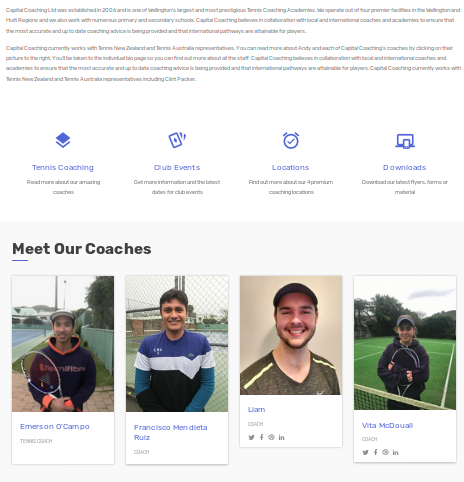 Capital Coaching Ltd was established in 2006 and is one of Wellington's largest and most prestigious Tennis Coaching Academies. We operate out of four premier facilities in the Wellington and
Hutt Regions and we also work with numerous primary and secondary schools. Capital Coaching believes in collaboration with local and international coaches and academies to ensure that
the most accurate and up to date coaching advice is being provided and that international pathways are attainable for players.
Capital Coaching currently works with Tennis New Zealand and Tennis Australia representatives. You can read more about Andy and each of Capital Coaching's coaches by clicking on their
picture to the right. You'll be taken to the individual bio page so you can find out more about all the staff. Capital Coaching believes in collaboration with local and international coaches and
academies to ensure that the most accurate and up to date coaching advice is being provided and that international pathways are attainable for players. Capital Coaching currently works with
Tennis New Zealand and Tennis Australia representatives including Clint Packer.
Tennis Coaching
Read more about our amazing
coaches
Club Events
Get more information and the latest
dates for club events
Locations
Find out more about our 4 premium
coaching locations
Downloads
Download our latest flyers, forms or
material
Meet Our Coaches
Emerson O'Campo
TENNIS COACH
Francisco Mendieta
Ruiz
COACH
Liam
COACH
Vita McDouall
COACH